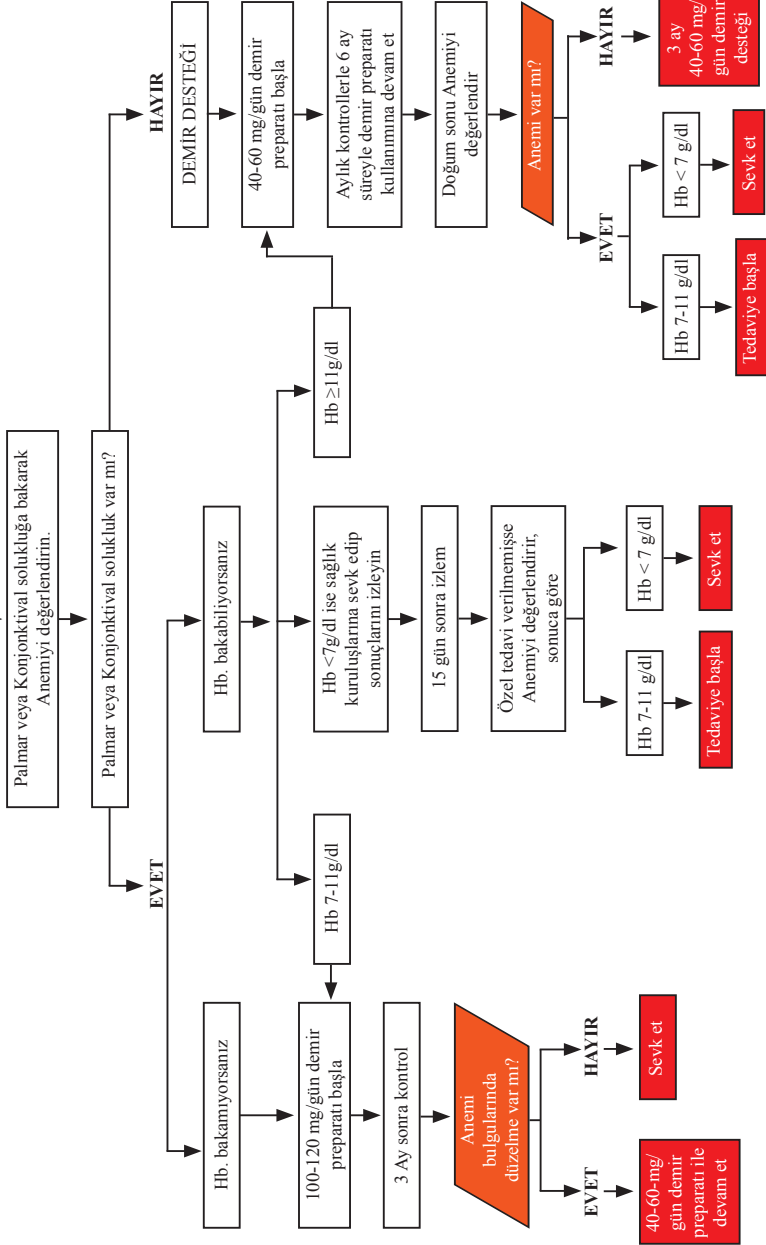 Palmar veya Konjonktival solukluğa bakarak
Anemiyi değerlendirin.
Palmar veya Konjonktival solukluk var mı?
EVET
HAYIR
Hb. bakamıyorsanız
Hb. bakabiliyorsanız
DEMİR DESTEĞİ
40-60 mg/gün demir
preparatı başla
100-120 mg/gün demir
preparatı başla
Hb 7-11g/dl
Hb <7g/dl ise sağlık
kuruluşlarına sevk edip
sonuçlarını izleyin
Hb ≥11g/dl
Aylık kontrollerle 6 ay
süreyle demir preparatı
kullanımına devam et
3 Ay sonra kontrol
15 gün sonra izlem
Doğum sonu Anemiyi
değerlendir
Anemi
bulgularında
düzelme var mı?
Özel tedavi verilmemişse
Anemiyi değerlendirir,
sonuca göre
Anemi var mı?
EVET
HAYIR
EVET
HAYIR
40-60-mg/
gün demir
preparatı ile
devam et
Sevk et
Hb 7-11 g/dl
Hb < 7 g/dl
Tedaviye başla
Sevk et
Hb 7-11 g/dl
Hb < 7 g/dl
Tedaviye başla
Sevk et
3 ay
40-60 mg/
gün demir
desteği